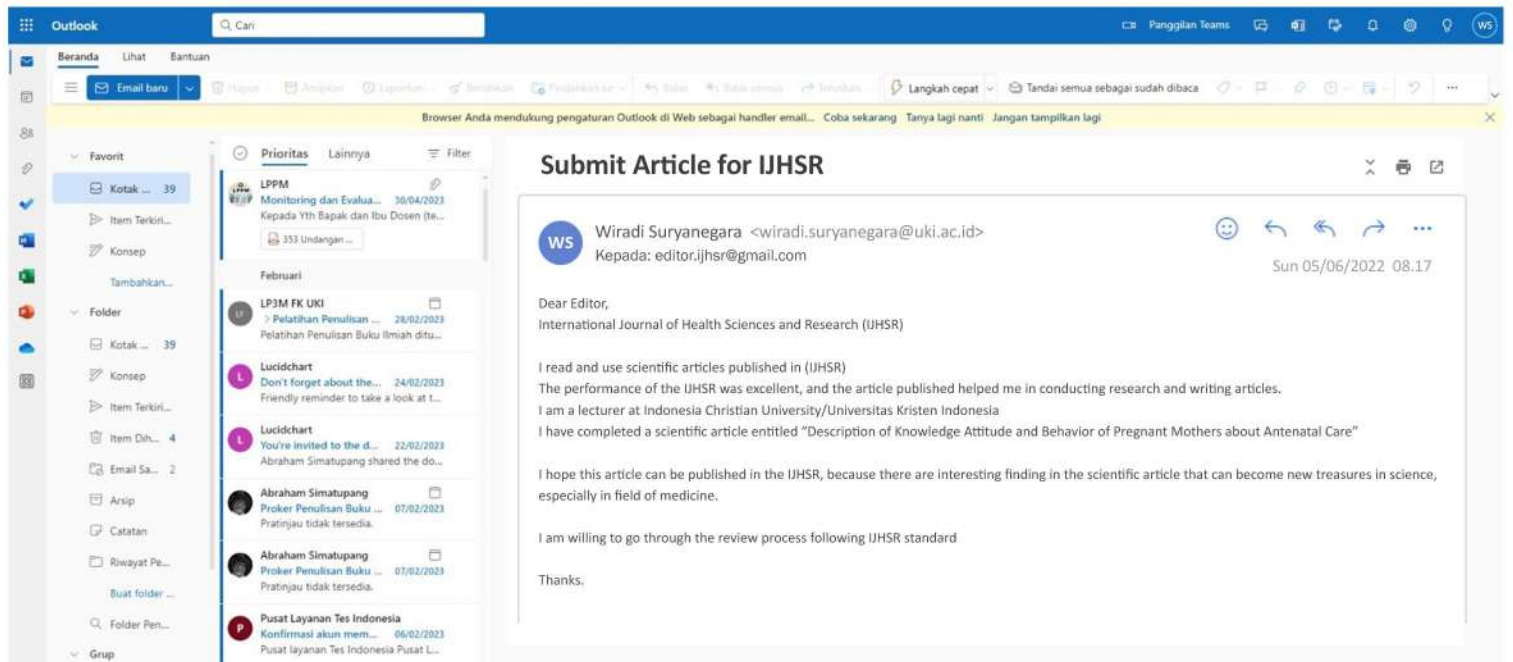 Outlook
Cari
Panggilan Teams
WS
Beranda Lihat Bantuan
Email baru
Hapus Arsipkan Laporkan Bersihkan Pindahkan ke Balas Balas semua Teruskan Langkah cepat Tandai semua sebagai sudah dibaca
Browser Anda mendukung pengaturan Outlook di Web sebagai handler email... Coba sekarang Tanya lagi nanti Jangan tampilkan lagi
Favorit
Kotak ... 39
Item Terkiri...
Konsep
Tambahkan...
Folder
Kotak ... 39
Konsep
Item Terkiri...
Item Dih... 4
Email Sa... 2
Arsip
Catatan
Riwayat Pe...
Buat folder ...
Folder Pen...
Grup
Prioritas Lainnya Filter
LPPM
Monitoring dan Evalua... 30/04/2023
Kepada Yth Bapak dan Ibu Dosen (te...
353 Undangan ...
Februari
LP3M FK UKI
> Pelatihan Penulisan ... 28/02/2023
Pelatihan Penulisan Buku Ilmiah ditu...
L
Lucidchart
Don't forget about the... 24/02/2023
Friendly reminder to take a look at t...
L
Lucidchart
You're invited to the d... 22/02/2023
Abraham Simatupang shared the do...
Abraham Simatupang
Proker Penulisan Buku ... 07/02/2023
Pratinjau tidak tersedia.
Abraham Simatupang
Proker Penulisan Buku ... 07/02/2023
Pratinjau tidak tersedia.
P
Pusat Layanan Tes Indonesia
Konfirmasi akun mem... 06/02/2023
Pusat layanan Tes Indonesia Pusat L...
Submit Article for IJHSR
WS
Wiradi Suryanegara <wiradi.suryanegara@uki.ac.id>
Kepada: editor.ijhsr@gmail.com
Sun 05/06/2022 08.17
Dear Editor,
International Journal of Health Sciences and Research (IJHSR)
I read and use scientific articles published in (IJHSR)
The performance of the IJHSR was excellent, and the article published helped me in conducting research and writing articles.
I am a lecturer at Indonesia Christian University/Universitas Kristen Indonesia
I have completed a scientific article entitled “Description of Knowledge Attitude and Behavior of Pregnant Mothers about Antenatal Care”
I hope this article can be published in the IJHSR, because there are interesting finding in the scientific article that can become new treasures in science,
especially in field of medicine.
I am willing to go through the review process following IJHSR standard
Thanks.